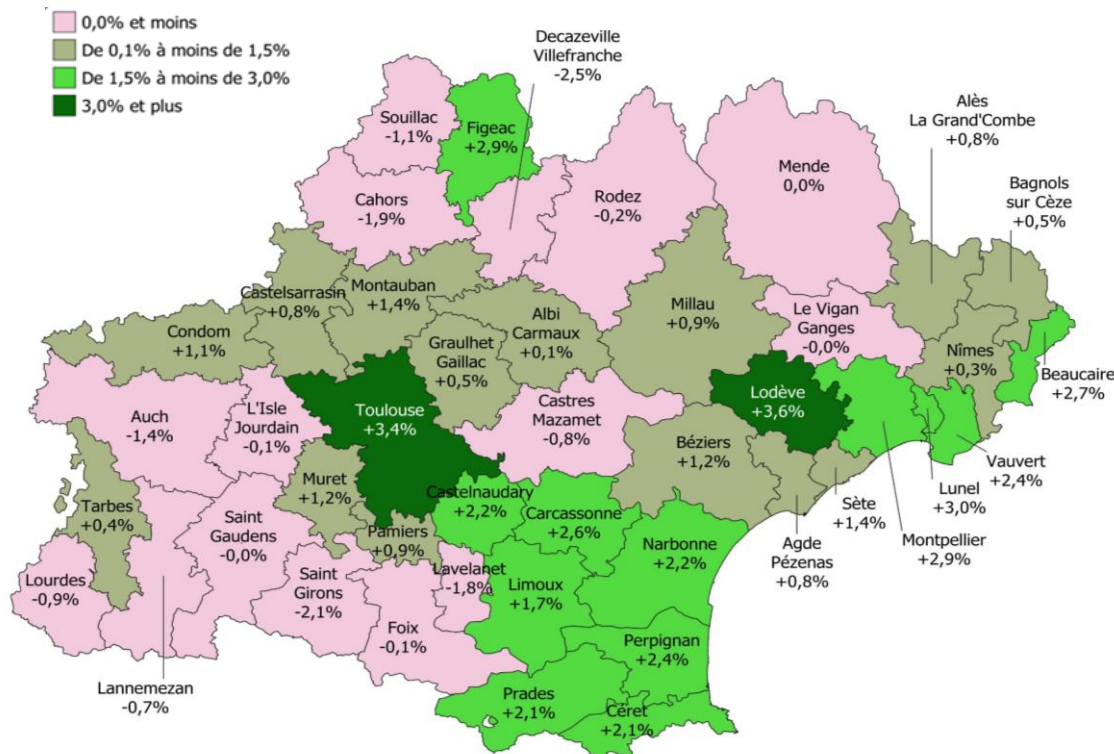 0,0% et moins
De 0,1% à moins de 1,5%
De 1,5% à moins de 3,0%
3,0% et plus
Decazeville
Villefranche
-2,5%
Souillac
-1,1%
Figeac
+2,9%
Alès
La Grand'Combe
+0,8%
Mende
0,0%
Bagnols
sur Cèze
+0,5%
Cahors
-1,9%
Rodez
-0,2%
Castelsarrasin
+0,8%
Montauban
+1,4%
Condom
+1,1%
Albi
Carmaux
+0,1%
Millau
+0,9%
Le Vigan
Ganges
-0,0%
Graulhet
Gaillac
+0,5%
Nîmes
+0,3%
Beaucaire
+2,7%
Auch
-1,4%
L'Isle
Jourdain
-0,1%
Toulouse
+3,4%
Castres
Mazamet
-0,8%
Lodève
+3,6%
Béziers
+1,2%
Vauvert
+2,4%
Muret
+1,2%
Castelnaudary
+2,2%
Carcassonne
+2,6%
Sète
+1,4%
Lunel
+3,0%
Tarbes
+0,4%
Saint
Gaudens
-0,0%
Pamiers
+0,9%
Narbonne
+2,2%
Agde
Pézenas
+0,8%
Montpellier
+2,9%
Lourdes
-0,9%
Saint
Girons
-2,1%
Lavelanet
-1,8%
Limoux
+1,7%
Foix
-0,1%
Perpignan
+2,4%
Lannemezan
-0,7%
Prades
+2,1%
Céret
+2,1%